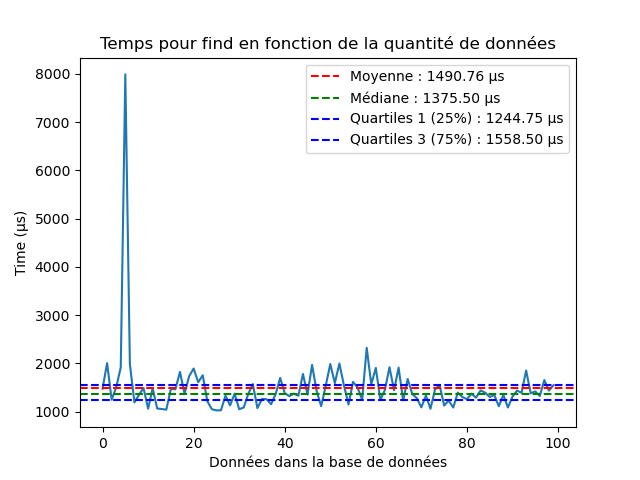 Temps pour find en fonction de la quantité de données
Moyenne : 1490.76 µs
Médiane : 1375.50 µs
Quartiles 1 (25%) : 1244.75 µs
Quartiles 3 (75%) : 1558.50 µs
8000
7000
6000
5000
4000
3000
2000
1000
Time (µs)
0 20 40 60 80 100
Données dans la base de données